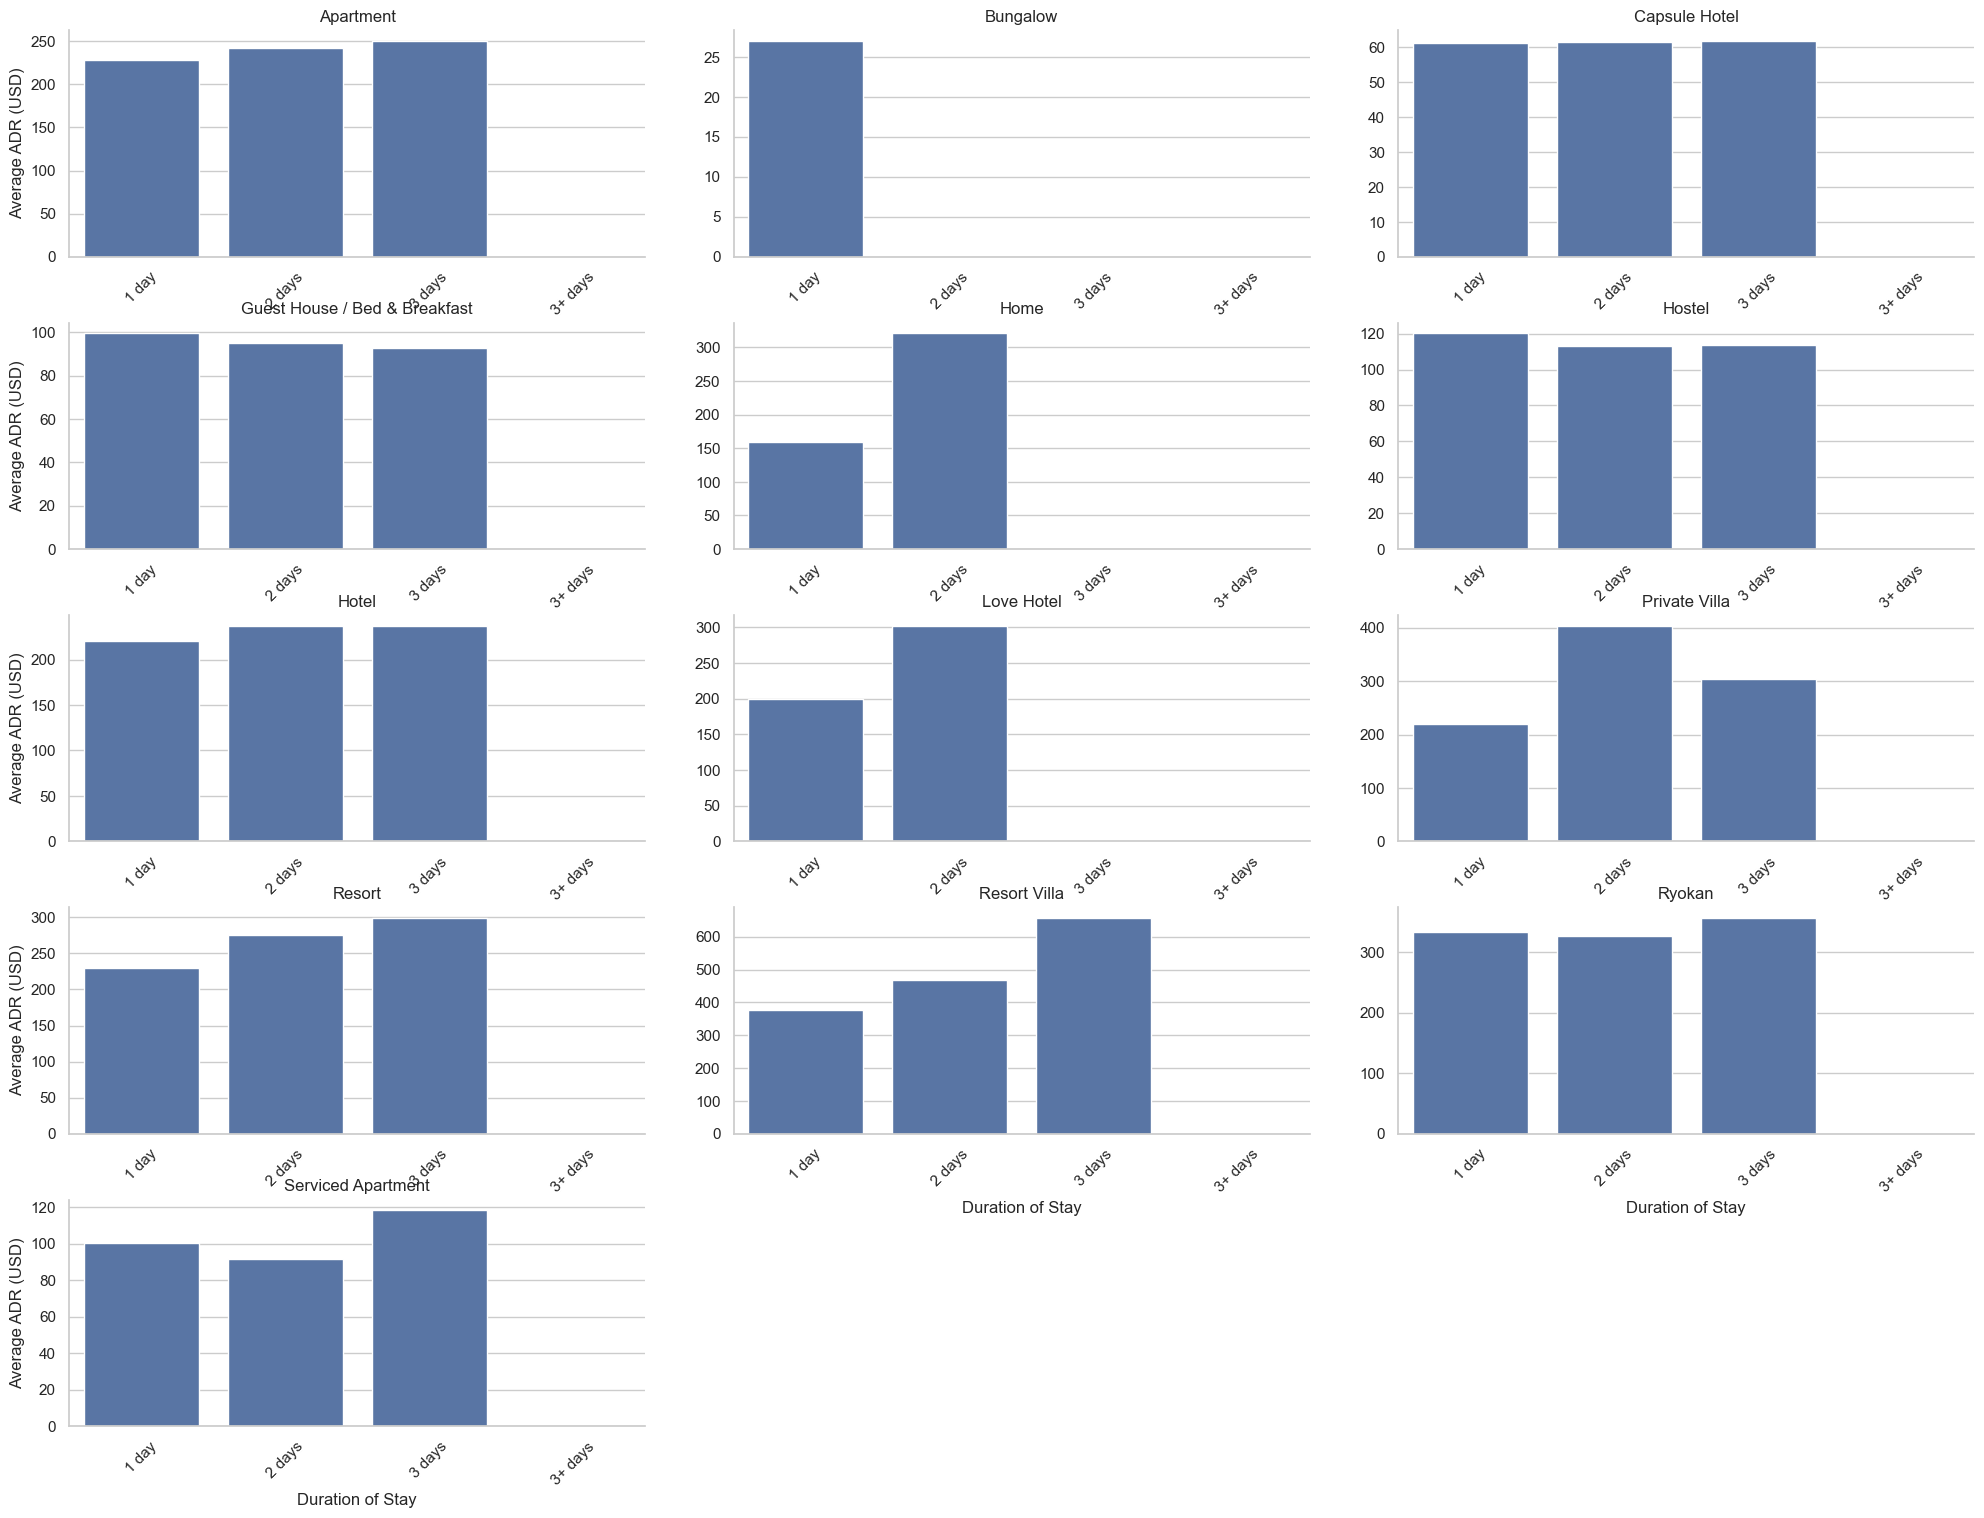 Apartment
Average ADR (USD)
250
200
150
100
50
0
1 day
2 days
3 days
3+ days
Bungalow
25
20
15
10
5
0
1 day
2 days
3 days
3+ days
Capsule Hotel
60
50
40
30
20
10
0
1 day
2 days
3 days
3+ days
Guest House / Bed & Breakfast
Average ADR (USD)
100
80
60
40
20
0
1 day
2 days
3 days
3+ days
Home
300
250
200
150
100
50
0
1 day
2 days
3 days
3+ days
Hostel
120
100
80
60
40
20
0
1 day
2 days
3 days
3+ days
Hotel
Average ADR (USD)
200
150
100
50
0
1 day
2 days
3 days
3+ days
Love Hotel
300
250
200
150
100
50
0
1 day
2 days
3 days
3+ days
Private Villa
400
300
200
100
0
1 day
2 days
3 days
3+ days
Resort
Average ADR (USD)
300
250
200
150
100
50
0
1 day
2 days
3 days
3+ days
Resort Villa
600
500
400
300
200
100
0
1 day
2 days
3 days
3+ days
Duration of Stay
Ryokan
300
200
100
0
1 day
2 days
3 days
3+ days
Duration of Stay
Serviced Apartment
Average ADR (USD)
120
100
80
60
40
20
0
1 day
2 days
3 days
3+ days
Duration of Stay